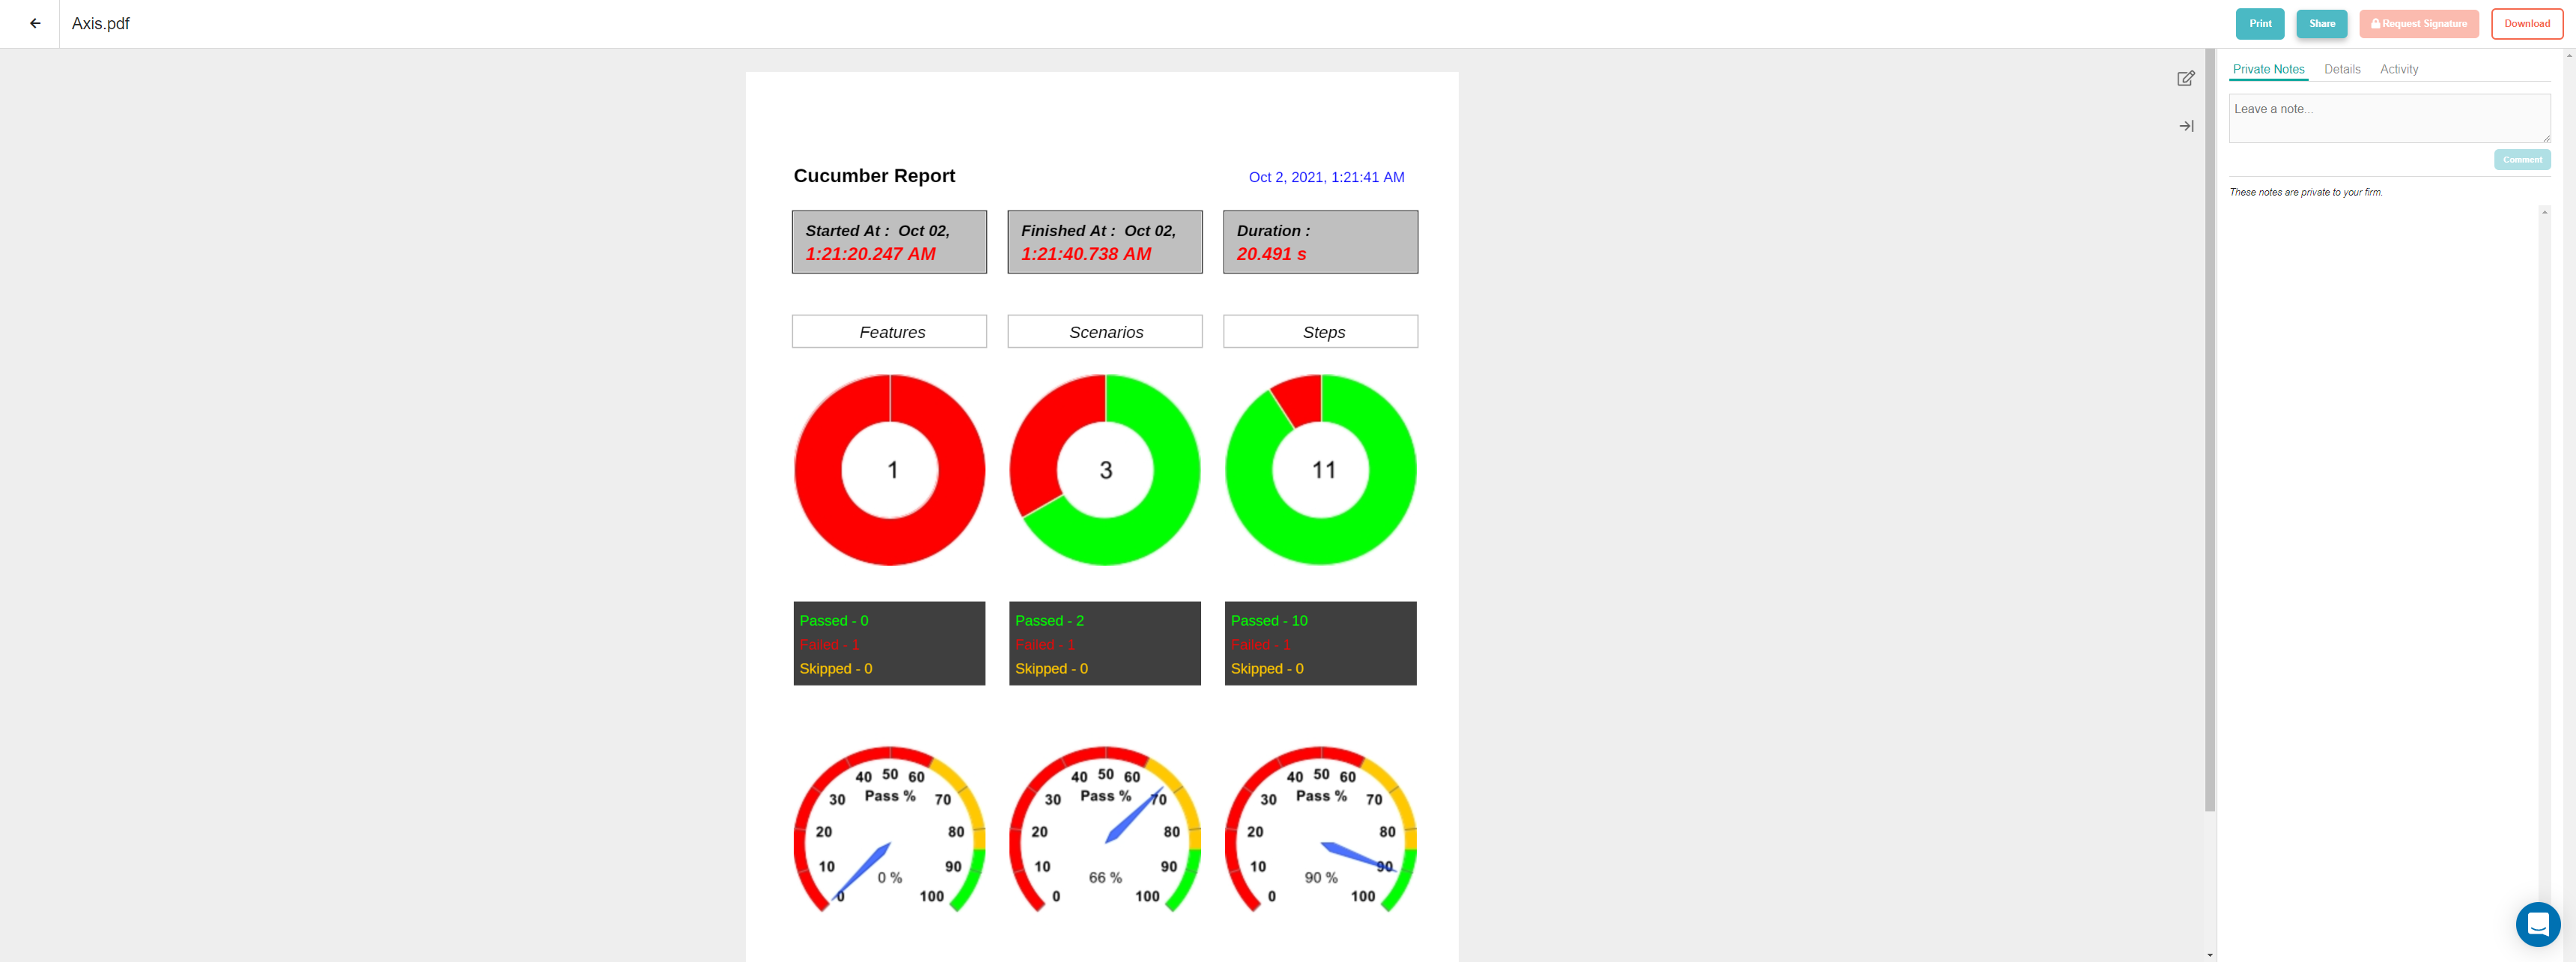 Axis.pdf
Print
Share
Request Signature
Download
Private Notes
Details
Activity
Leave a note...
Comment
These notes are private to your firm.
Cucumber Report
Oct 2, 2021, 1:21:41 AM
Started At : Oct 02,
1:21:20.247 AM
Finished At : Oct 02,
1:21:40.738 AM
Duration :
20.491 s
Features
Scenarios
Steps
1
3
11
Passed - 0
Failed - 1
Skipped - 0
Passed - 2
Failed - 1
Skipped - 0
Passed - 10
Failed - 1
Skipped - 0
0 10 20 30 40 50 60 70 80 90 100
Pass %
0 %
0 10 20 30 40 50 60 70 80 90 100
Pass %
66 %
0 10 20 30 40 50 60 70 80 90 100
Pass %
90 %